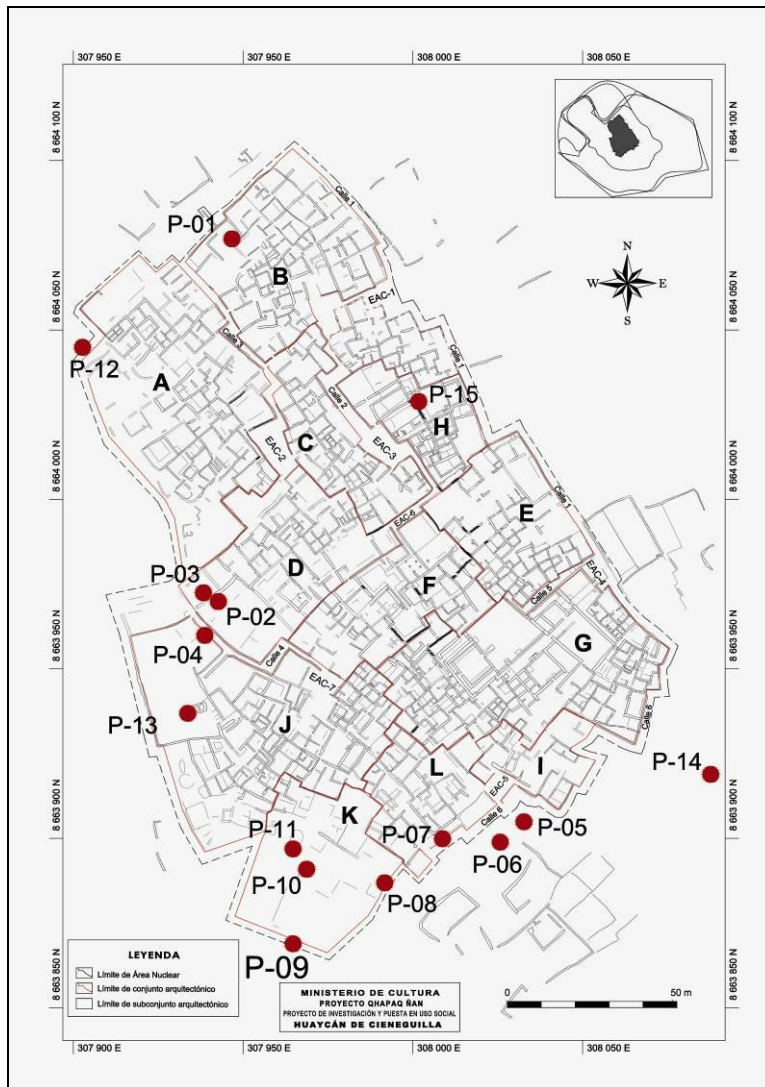 307 950 E
307 950 E
308 000 E
308 050 E
8 664 100 N
8 664 100 N
Calle 1
P-01
B
N
W
E
S
EAC-1
8 664 050 N
8 664 050 N
Calle 3
P-12
A
Calle 1
Calle 2
P-15
H
C
EAC-2
EAC-3
8 664 000 N
8 664 000 N
E
Calle 1
EAC-6
D
F
P-03
P-02
EAC-4
Calle 5
P-04
G
8 663 950 N
8 663 950 N
Calle 4
EAC-7
P-13
J
Calle 6
L
I
P-14
EAC-5
K
Calle 6
8 663 900 N
8 663 900 N
P-07
P-05
P-11
P-06
P-10
P-08
P-09
LEYENDA
Límite de Área Nuclear
Límite de conjunto arquitectónico
Límite de subconjunto arquitectónico
MINISTERIO DE CULTURA
PROYECTO QHAPAQ ÑAN
PROYECTO DE INVESTIGACIÓN Y PUESTA EN USO SOCIAL
HUAYCÁN DE CIENEGUILLA
0
50 m
8 663 850 N
8 663 850 N
307 900 E
307 950 E
308 000 E
308 050 E